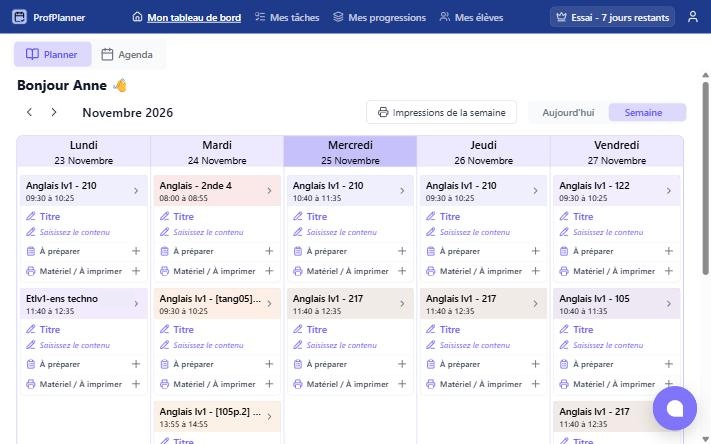 ProfPlanner
Mon tableau de bord
Mes tâches
Mes progressions
Mes élèves
Essai - 7 jours restants
Planner
Agenda
Bonjour Anne 👋
Novembre 2026
Impressions de la semaine
Aujourd'hui
Semaine
Lundi
23 Novembre
Anglais lv1 - 210
09:30 à 10:25
Titre
Saisissez le contenu
À préparer
Matériel / À imprimer
Etlv1-ens techno
11:40 à 12:35
Titre
Saisissez le contenu
À préparer
Matériel / À imprimer
Mardi
24 Novembre
Anglais - 2nde 4
08:00 à 08:55
Titre
Saisissez le contenu
À préparer
Matériel / À imprimer
Anglais lv1 - [tang05]...
09:30 à 10:25
Titre
Saisissez le contenu
À préparer
Matériel / À imprimer
Anglais lv1 - [105p.2] ...
13:55 à 14:55
Titre
Mercredi
25 Novembre
Anglais lv1 - 210
10:40 à 11:35
Titre
Saisissez le contenu
À préparer
Matériel / À imprimer
Anglais lv1 - 217
11:40 à 12:35
Titre
Saisissez le contenu
À préparer
Matériel / À imprimer
Jeudi
26 Novembre
Anglais lv1 - 210
09:30 à 10:25
Titre
Saisissez le contenu
À préparer
Matériel / À imprimer
Anglais lv1 - 217
11:40 à 12:35
Titre
Saisissez le contenu
À préparer
Matériel / À imprimer
Vendredi
27 Novembre
Anglais lv1 - 122
09:30 à 10:25
Titre
Saisissez le contenu
À préparer
Matériel / À imprimer
Anglais lv1 - 105
10:40 à 11:35
Titre
Saisissez le contenu
À préparer
Matériel / À imprimer
Anglais lv1 - 217
11:40 à 12:35
Titre